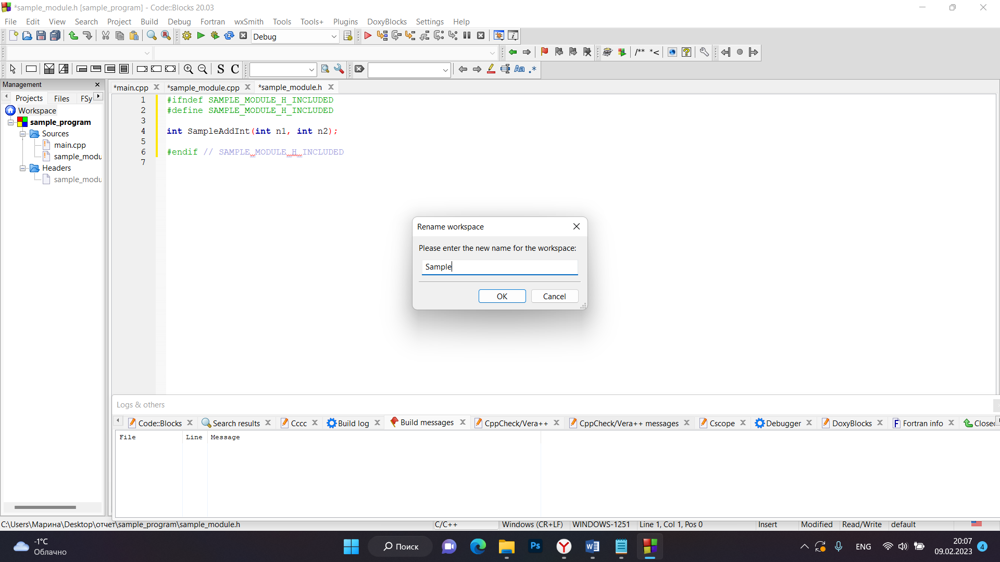 *sample_module.h [sample_program] - Code::Blocks 20.03
File Edit View Search Project Build Debug Fortran wxSmith Tools Tools+ Plugins DoxyBlocks Settings Help
Debug
/** *<
S C
Aa .*
Management
Projects Files FSy
Workspace
sample_program
Sources
main.cpp
sample_modu
Headers
sample_modu
*main.cpp *sample_module.cpp *sample_module.h
1 #ifndef SAMPLE_MODULE_H_INCLUDED
2 #define SAMPLE_MODULE_H_INCLUDED
3
4 int SampleAddInt(int n1, int n2);
5
6 #endif // SAMPLE_MODULE_H_INCLUDED
7
Rename workspace
Please enter the new name for the workspace:
Sample
OK Cancel
Logs & others
Code::Blocks Search results Cccc Build log Build messages CppCheck/Vera++ CppCheck/Vera++ messages Cscope Debugger DoxyBlocks Fortran info Closec
File Line Message
C:\Users\Марина\Desktop\отчет\sample_program\sample_module.h C/C++ Windows (CR+LF) WINDOWS-1251 Line 1, Col 1, Pos 0 Insert Modified Read/Write default
-1°C
Облачно
Поиск
Ps
ENG
20:07
09.02.2023
4